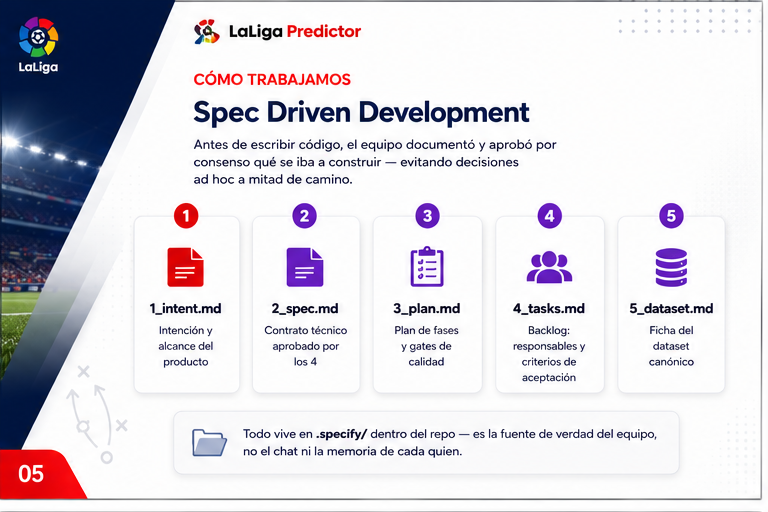 LaLiga
LaLiga Predictor
CÓMO TRABAJAMOS
Spec Driven Development
Antes de escribir código, el equipo documentó y aprobó por
consenso qué se iba a construir — evitando decisiones
ad hoc a mitad de camino.
1
1_intent.md
Intención y
alcance del
producto
2
2_spec.md
Contrato técnico
aprobado por
los 4
3
3_plan.md
Plan de fases
y gates de
calidad
4
4_tasks.md
Backlog:
responsables y
criterios de
aceptación
5
5_dataset.md
Ficha del
dataset
canónico
Todo vive en .specify/ dentro del repo — es la fuente de verdad del equipo,
no el chat ni la memoria de cada quien.
05